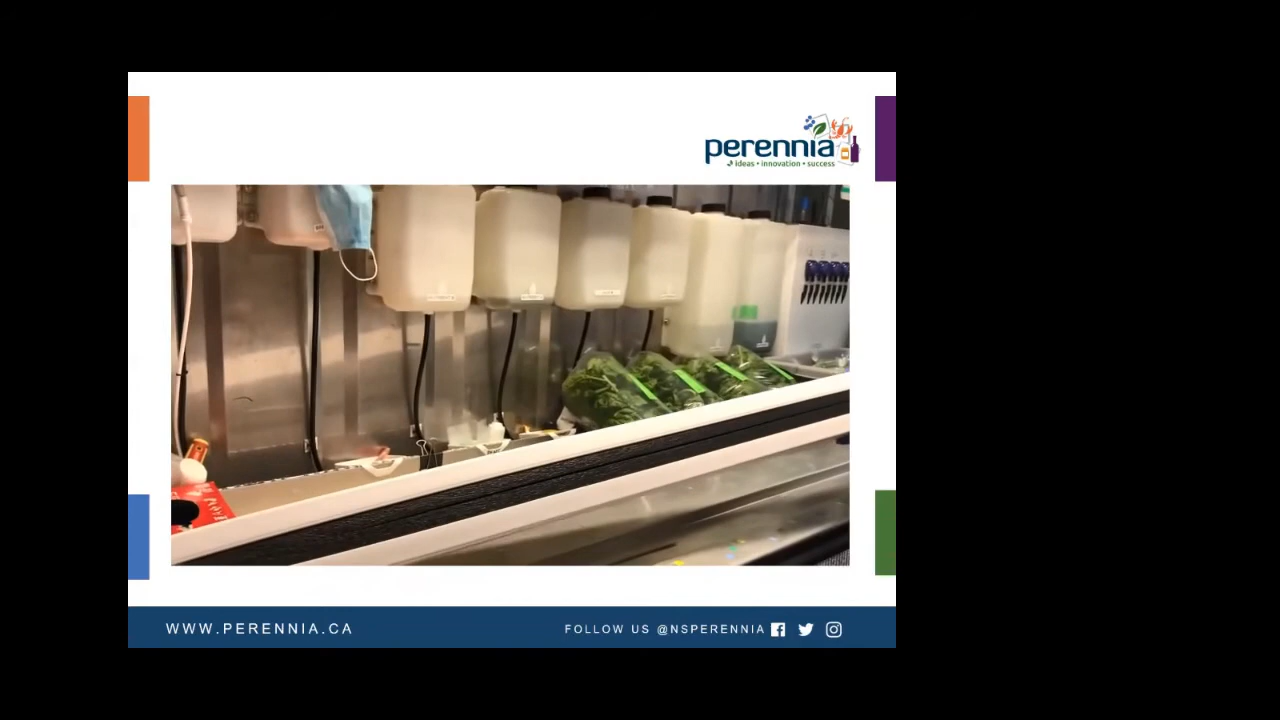 perennia
ideas • innovation • success
WWW.PERENNIA.CA
FOLLOW US @NSPERENNIA